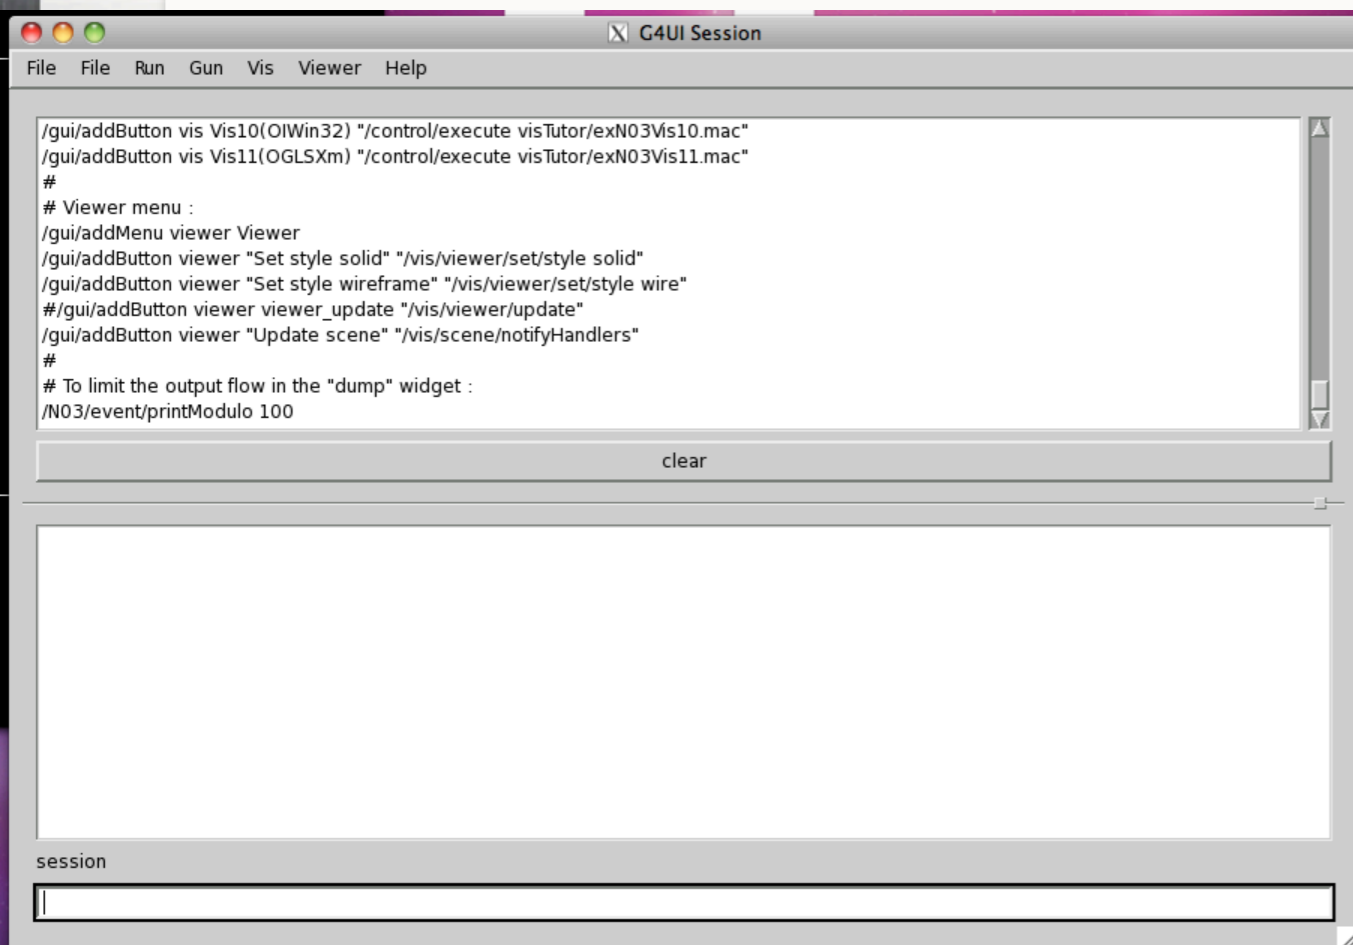 X G4UI Session
File File Run Gun Vis Viewer Help
/gui/addButton vis Vis10(OIWin32) "/control/execute visTutor/exN03Vis10.mac"
/gui/addButton vis Vis11(OGLSXm) "/control/execute visTutor/exN03Vis11.mac"
#
# Viewer menu :
/gui/addMenu viewer Viewer
/gui/addButton viewer "Set style solid" "/vis/viewer/set/style solid"
/gui/addButton viewer "Set style wireframe" "/vis/viewer/set/style wire"
#/gui/addButton viewer viewer_update "/vis/viewer/update"
/gui/addButton viewer "Update scene" "/vis/scene/notifyHandlers"
#
# To limit the output flow in the "dump" widget :
/N03/event/printModulo 100
clear
session